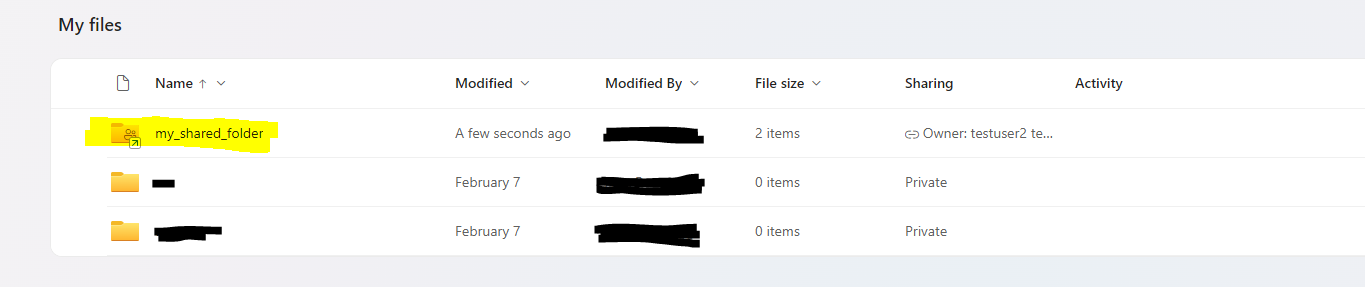 My files
Name Modified Modified By File size Sharing Activity
my_shared_folder A few seconds ago 2 items Owner: testuser2 te...
February 7 0 items Private
February 7 0 items Private